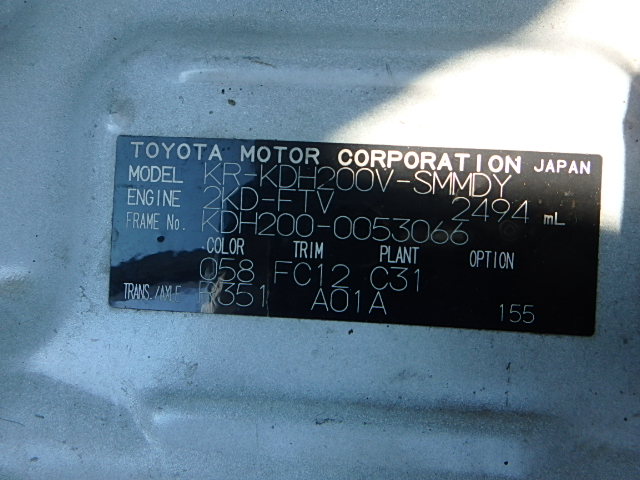 TOYOTA MOTOR CORPORATION JAPAN
MODEL KR-KDH200V-SMMDY
ENGINE 2KD-FTV 2494 mL
FRAME No. KDH200-0053066
COLOR TRIM PLANT OPTION
058 FC12 C31
TRANS./AXLE R351 A01A 155